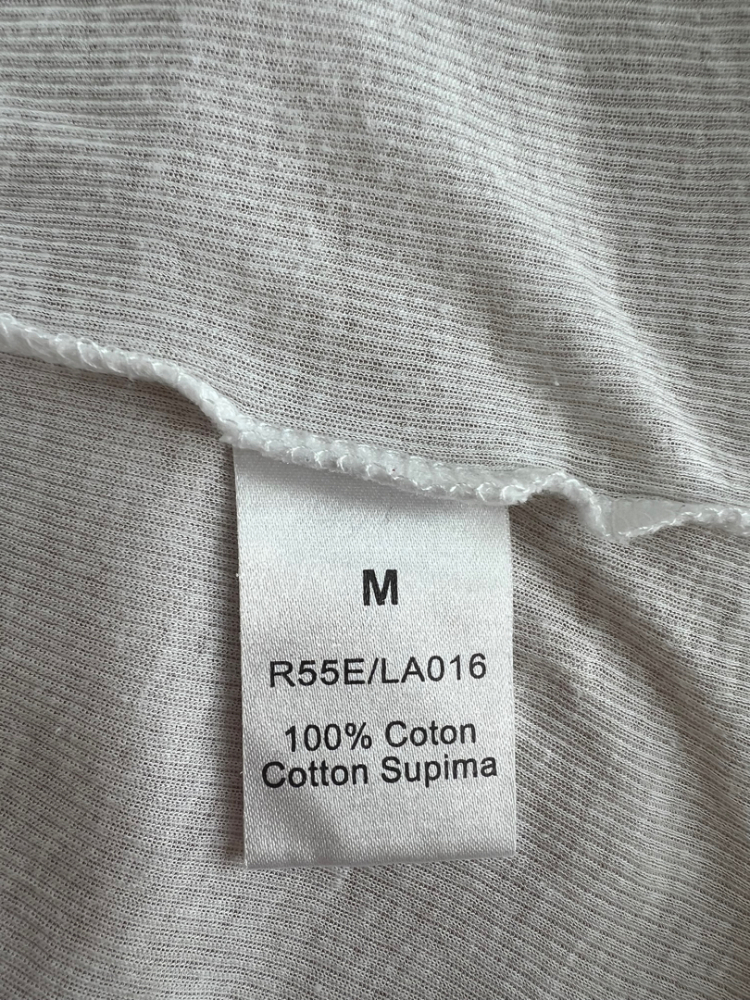 M
R55E/LA016
100% Coton
Cotton Supima